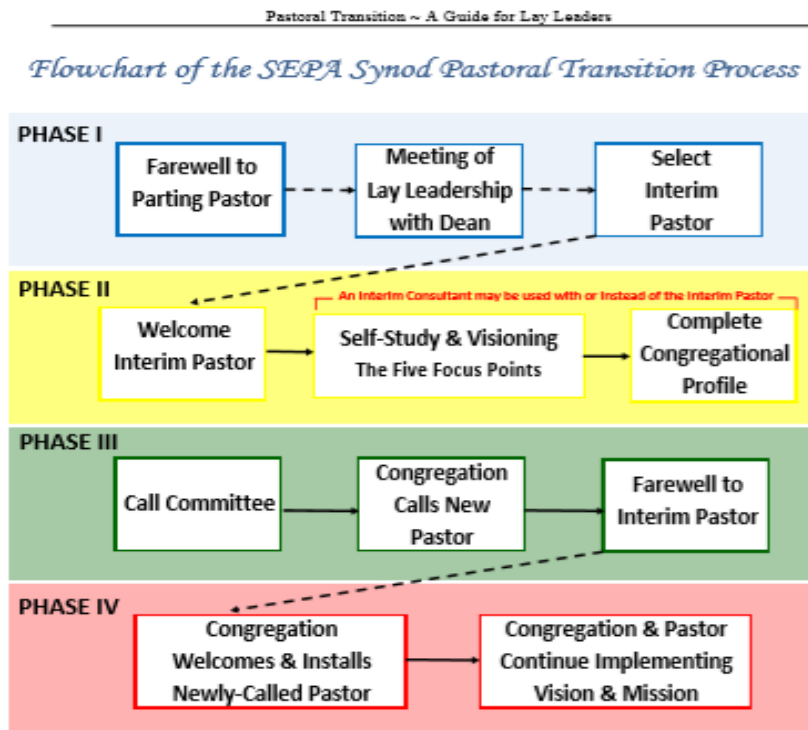 Pastoral Transition ~ A Guide for Lay Leaders
Flowchart of the SEPA Synod Pastoral Transition Process
PHASE I
Farewell to
Parting Pastor
Meeting of
Lay Leadership
with Dean
Select
Interim
Pastor
PHASE II
An Interim Consultant may be used with or instead of the Interim Pastor
Welcome
Interim Pastor
Self-Study & Visioning
The Five Focus Points
Complete
Congregational
Profile
PHASE III
Call Committee
Congregation
Calls New
Pastor
Farewell to
Interim Pastor
PHASE IV
Congregation
Welcomes & Installs
Newly-Called Pastor
Congregation & Pastor
Continue Implementing
Vision & Mission